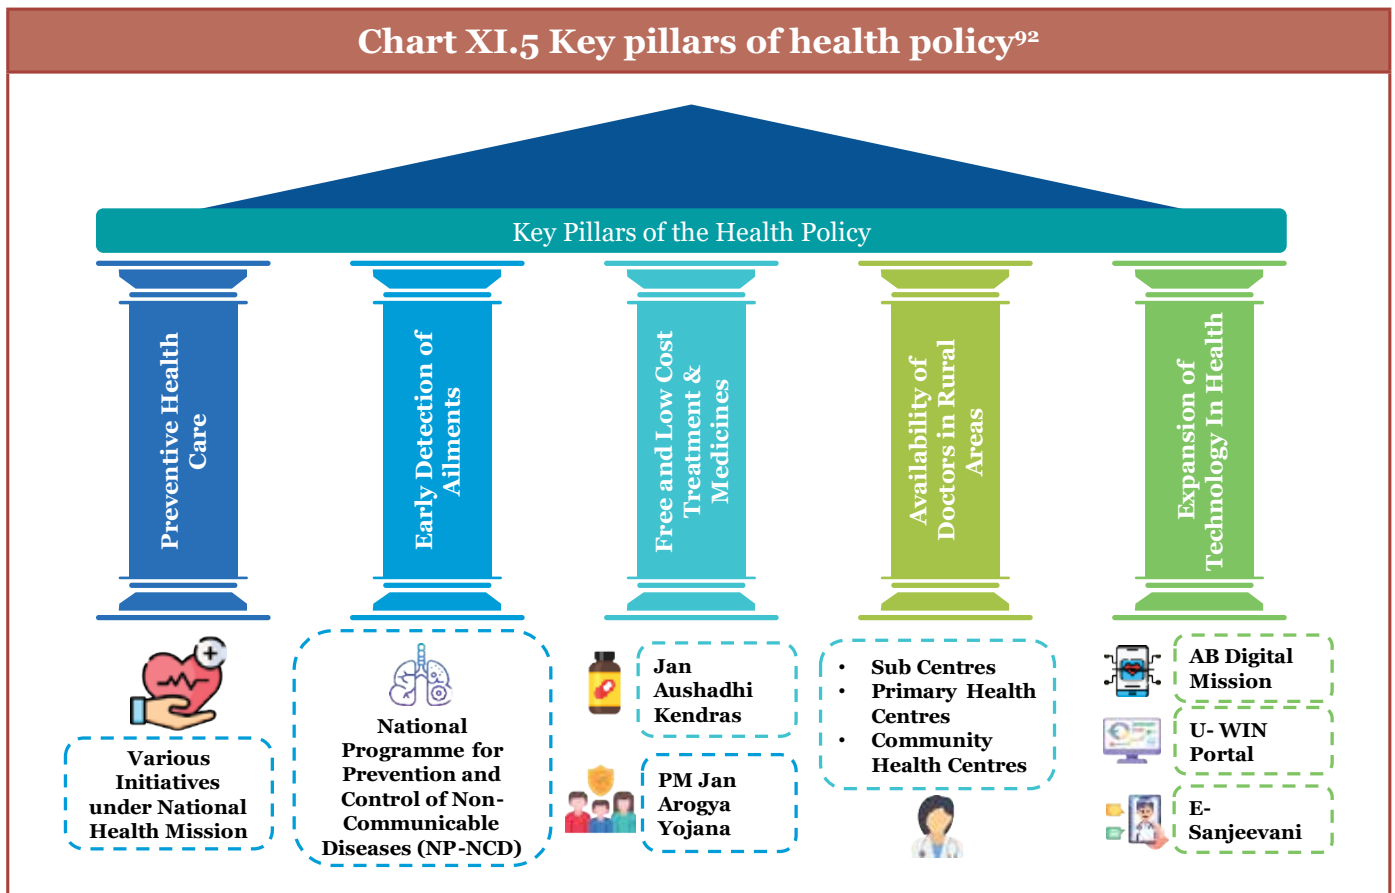 Chart XI.5 Key pillars of health policy⁹²
Key Pillars of the Health Policy
Preventive Health
Care
Early Detection of
Ailments
Free and Low Cost
Treatment &
Medicines
Availability of
Doctors in Rural
Areas
Expansion of
Technology In Health
Various
Initiatives
under National
Health Mission
National
Programme for
Prevention and
Control of Non-
Communicable
Diseases (NP-NCD)
Jan
Aushadhi
Kendras
PM Jan
Arogya
Yojana
• Sub Centres
• Primary Health
Centres
• Community
Health Centres
AB Digital
Mission
U- WIN
Portal
E-
Sanjeevani